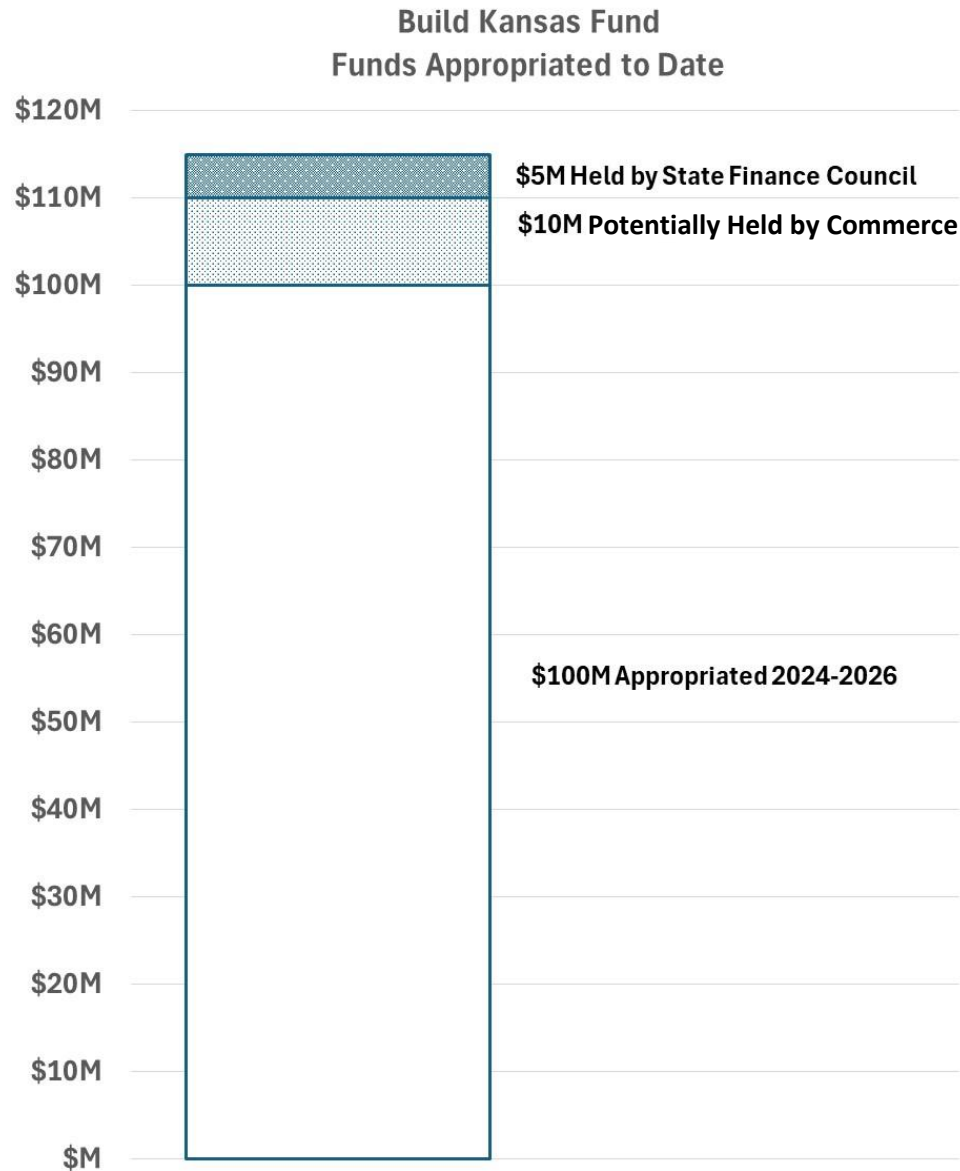 Build Kansas Fund
Funds Appropriated to Date
$120M
$5M Held by State Finance Council
$110M
$10M Potentially Held by Commerce
$100M
$90M
$80M
$70M
$60M
$100M Appropriated 2024-2026
$50M
$40M
$30M
$20M
$10M
$M